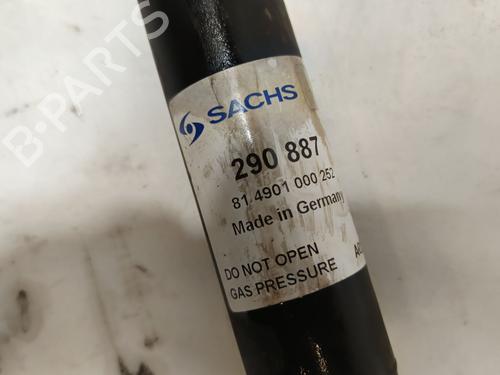 SACHS
290 887
81.4901 000 252
Made in Germany
DO NOT OPEN
GAS PRESSURE
B-PARTS